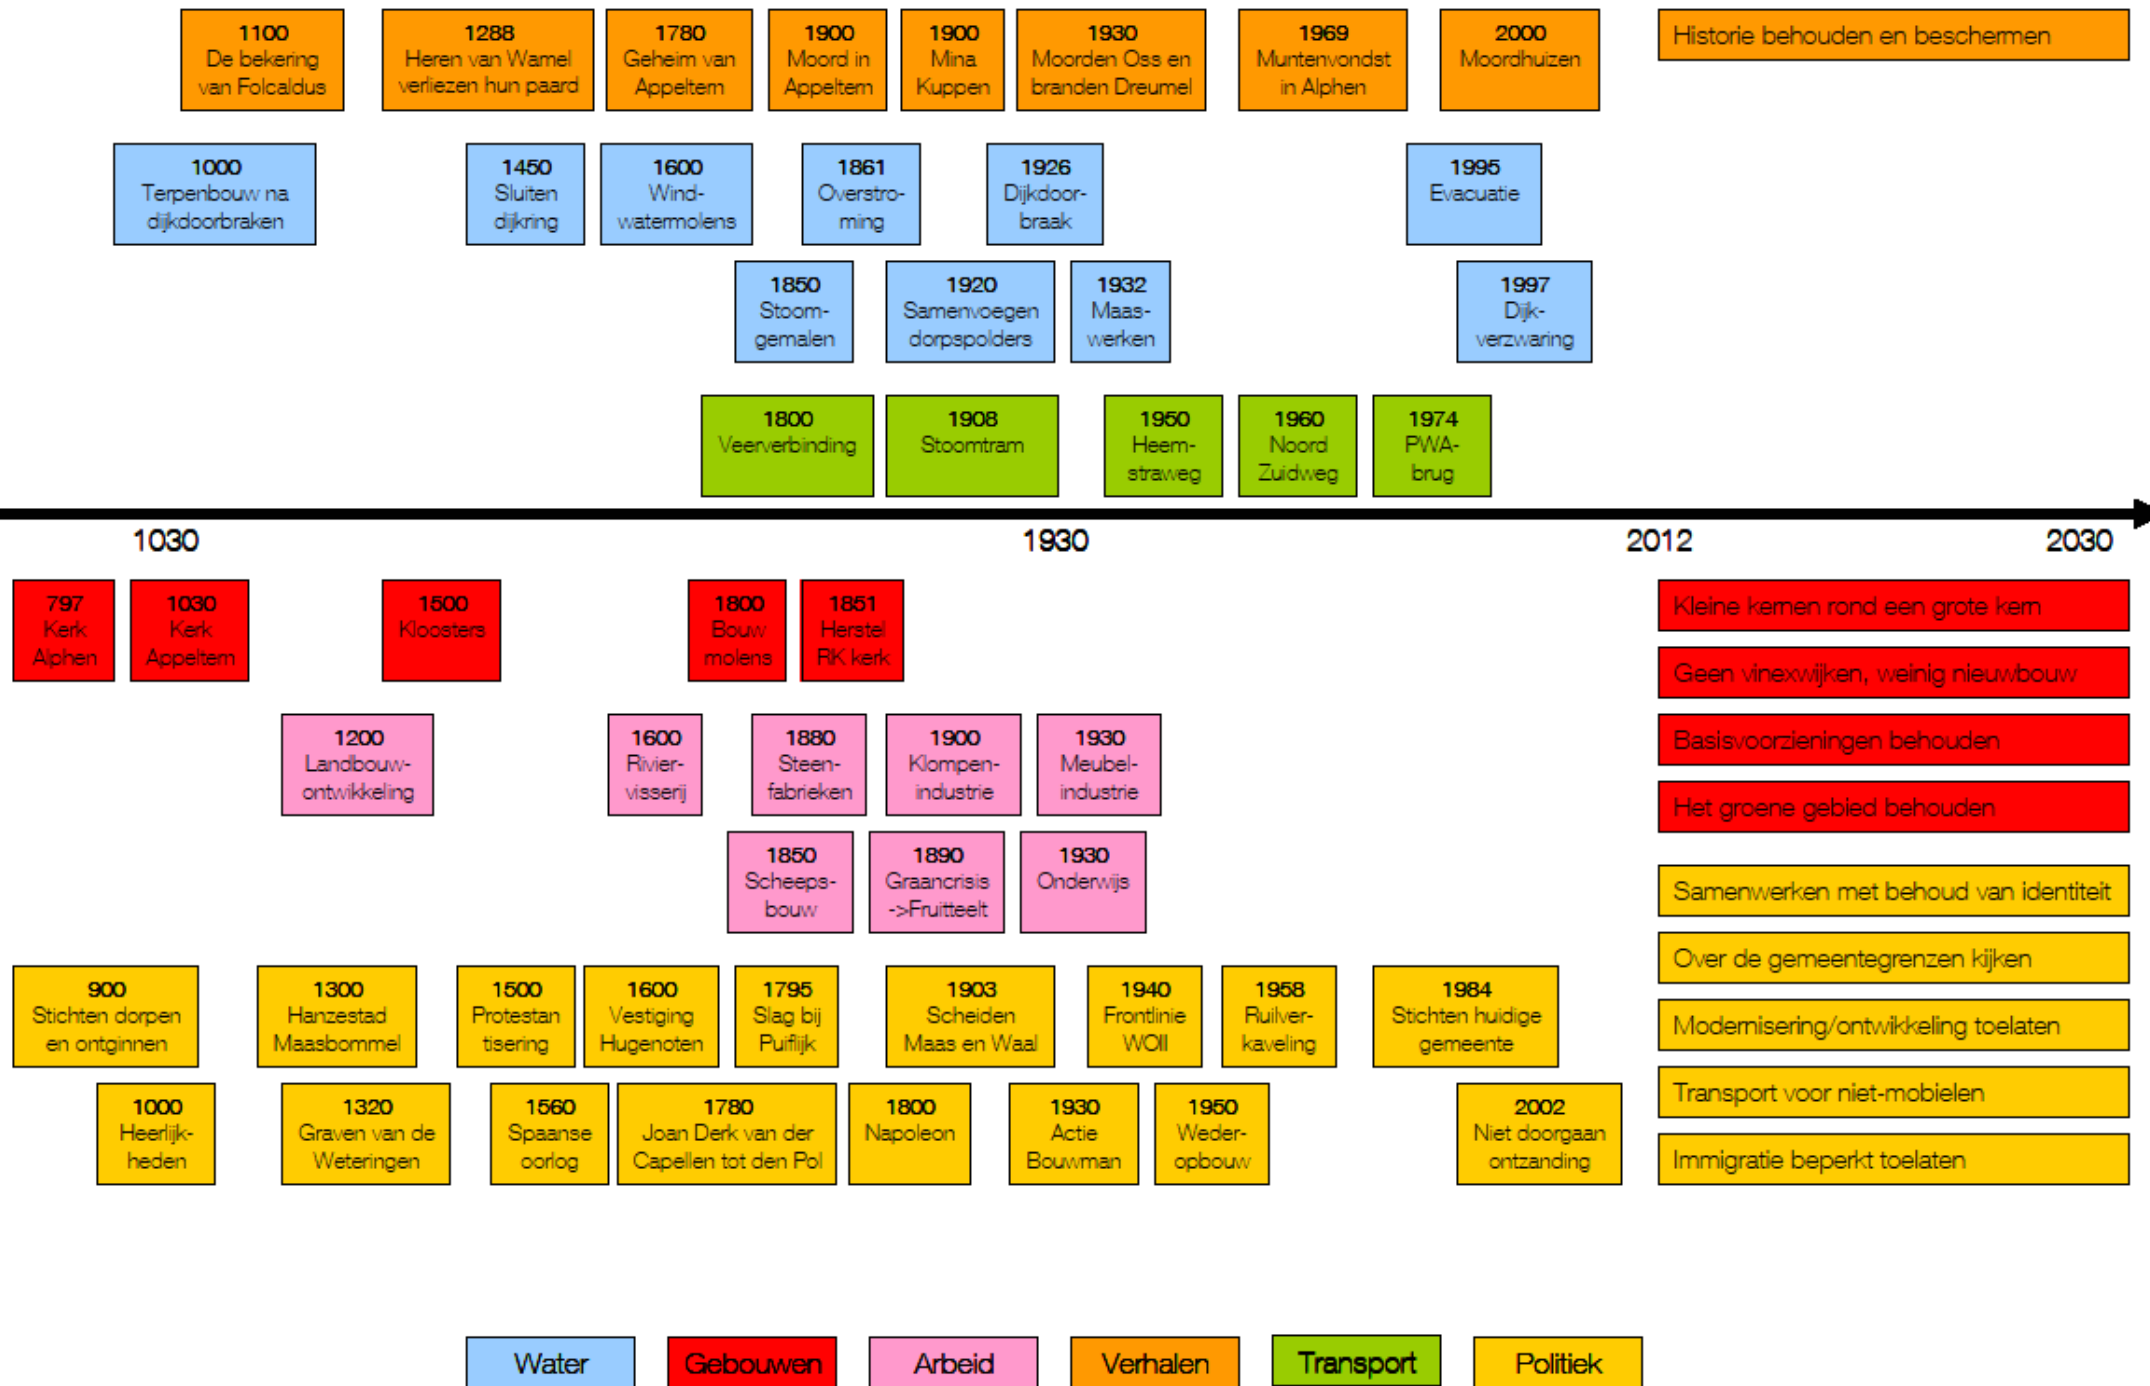 1100
De bekering
van Folcaldus
1288
Heren van Wamel
verliezen hun paard
1780
Geheim van
Appeltern
1900
Moord in
Appeltern
1900
Mina
Kuppen
1930
Moorden Oss en
branden Dreumel
1969
Muntenvondst
in Alphen
2000
Moordhuizen
Historie behouden en beschermen
1000
Terpenbouw na
dijkdoorbraken
1450
Sluiten
dijkring
1600
Wind-
watermolens
1861
Overstro-
ming
1926
Dijkdoor-
braak
1995
Evacuatie
1850
Stoom-
gemalen
1920
Samenvoegen
dorpspolders
1932
Maas-
werken
1997
Dijk-
verzwaring
1800
Veerverbinding
1908
Stoomtram
1950
Heem-
straweg
1960
Noord
Zuidweg
1974
PWA-
brug
1030
1930
2012
2030
797
Kerk
Alphen
1030
Kerk
Appeltern
1500
Kloosters
1800
Bouw
molens
1851
Herstel
RK kerk
Kleine kernen rond een grote kern
Geen vinexwijken, weinig nieuwbouw
1200
Landbouw-
ontwikkeling
1600
Rivier-
visserij
1880
Steen-
fabrieken
1900
Klompen-
industrie
1930
Meubel-
industrie
Basisvoorzieningen behouden
Het groene gebied behouden
1850
Scheeps-
bouw
1890
Graancrisis
->Fruitteelt
1930
Onderwijs
Samenwerken met behoud van identiteit
Over de gemeentegrenzen kijken
900
Stichten dorpen
en ontginnen
1300
Hanzestad
Maasbommel
1500
Protestan
tisering
1600
Vestiging
Hugenoten
1795
Slag bij
Puiflijk
1903
Scheiden
Maas en Waal
1940
Frontlinie
WOII
1958
Ruilver-
kaveling
1984
Stichten huidige
gemeente
Modernisering/ontwikkeling toelaten
Transport voor niet-mobielen
1000
Heerlijk-
heden
1320
Graven van de
Weteringen
1560
Spaanse
oorlog
1780
Joan Derk van der
Capellen tot den Pol
1800
Napoleon
1930
Actie
Bouwman
1950
Weder-
opbouw
2002
Niet doorgaan
ontzanding
Immigratie beperkt toelaten
Water
Gebouwen
Arbeid
Verhalen
Transport
Politiek